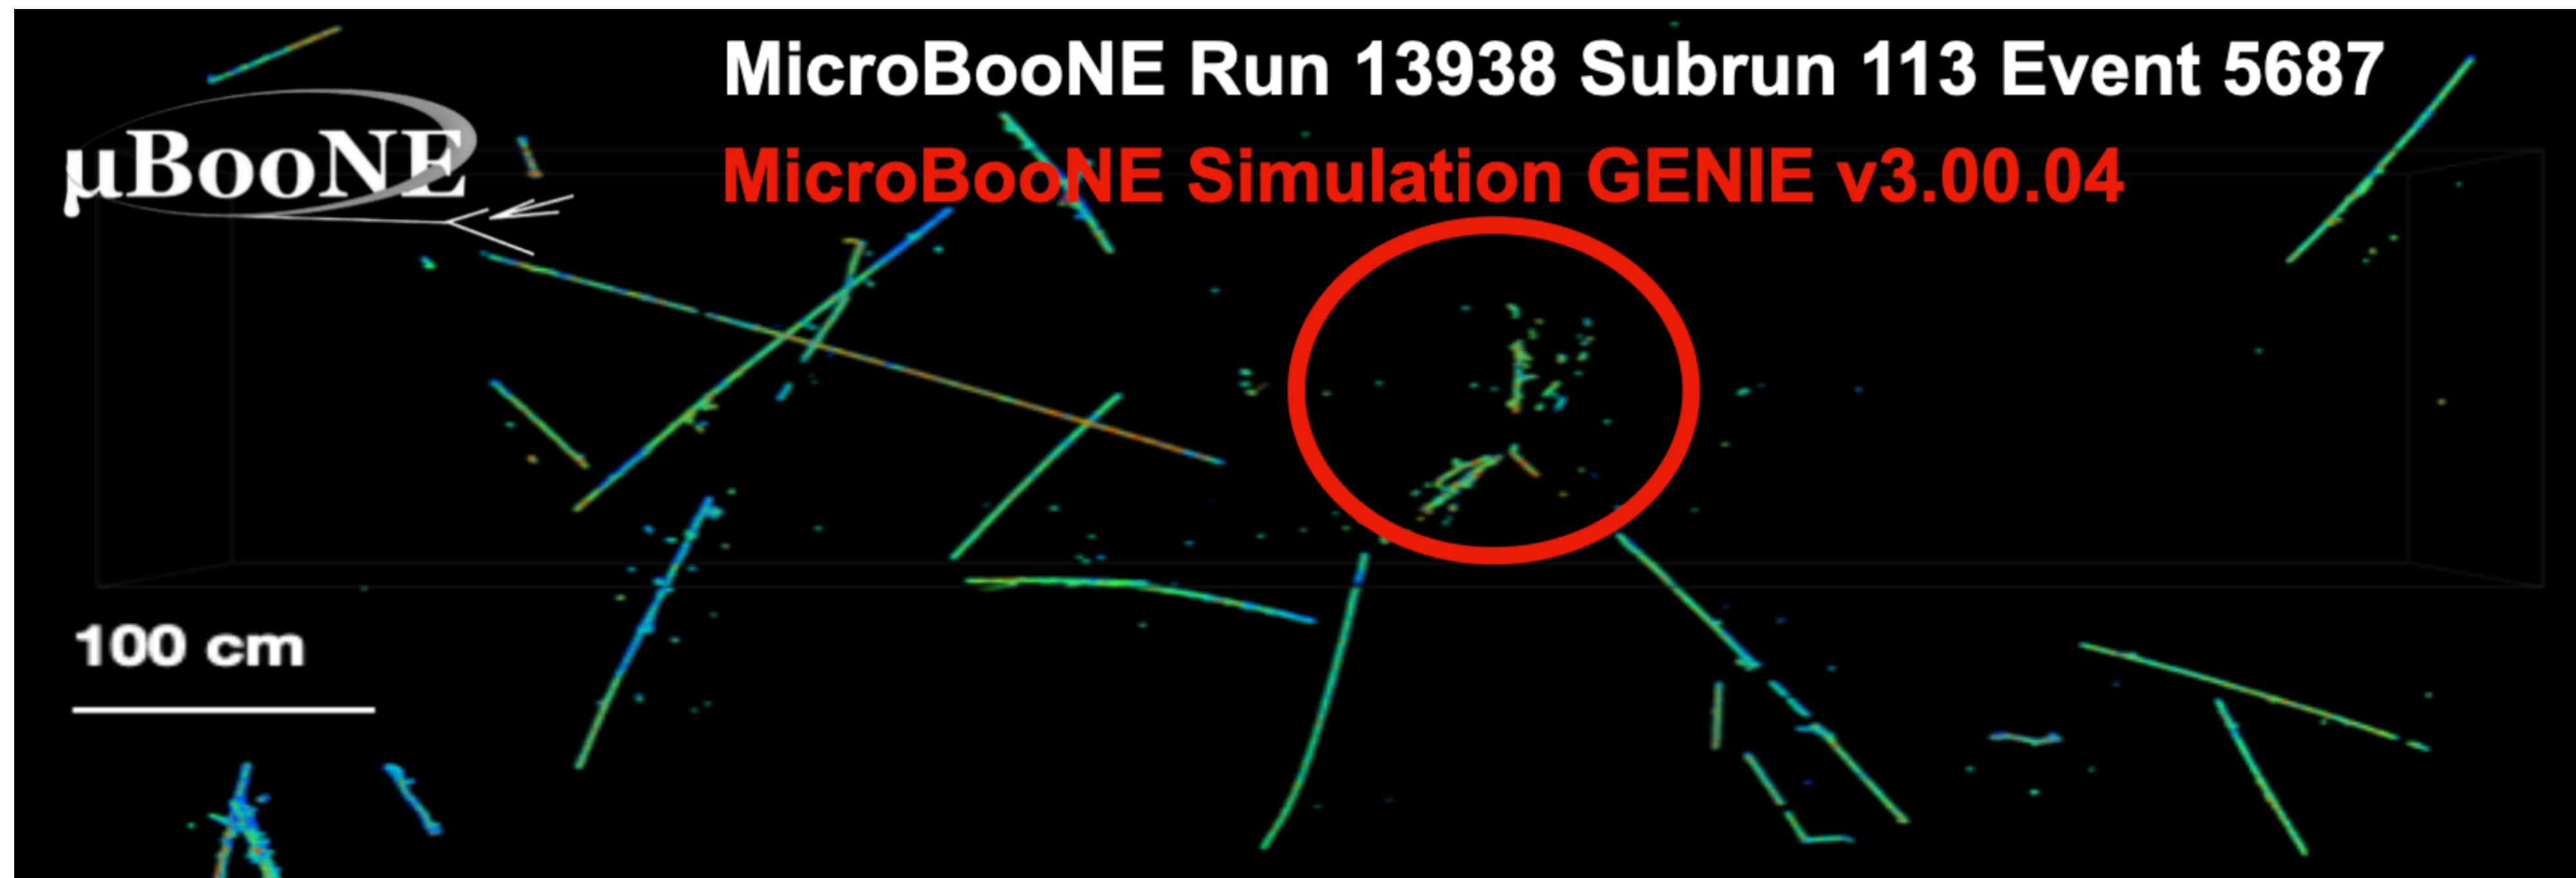 MicroBooNE Run 13938 Subrun 113 Event 5687
µBooNE
MicroBooNE Simulation GENIE v3.00.04
100 cm